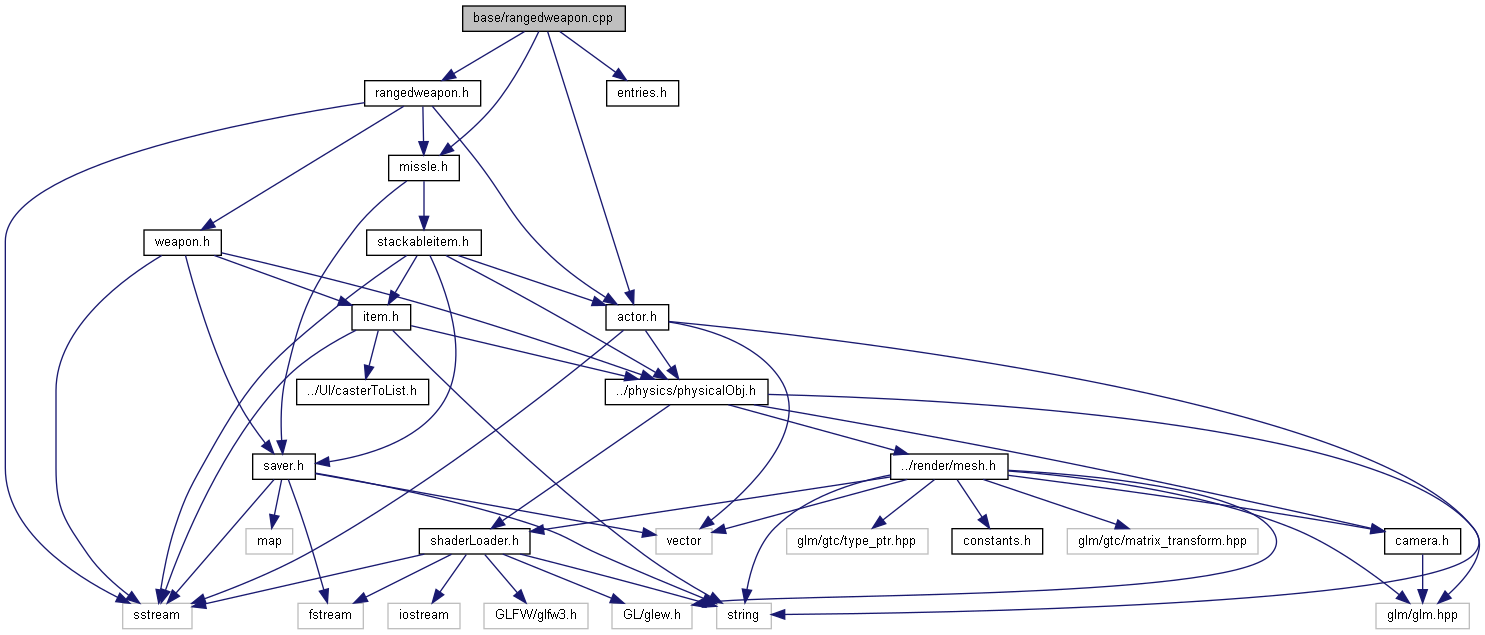 base/rangedweapon.cpp
rangedweapon.h
entries.h
missle.h
weapon.h
stackableitem.h
item.h
actor.h
../UI/casterToList.h
../physics/physicalObj.h
saver.h
../render/mesh.h
map
shaderLoader.h
vector
glm/gtc/type_ptr.hpp
constants.h
glm/gtc/matrix_transform.hpp
camera.h
sstream
fstream
iostream
GLFW/glfw3.h
GL/glew.h
string
glm/glm.hpp